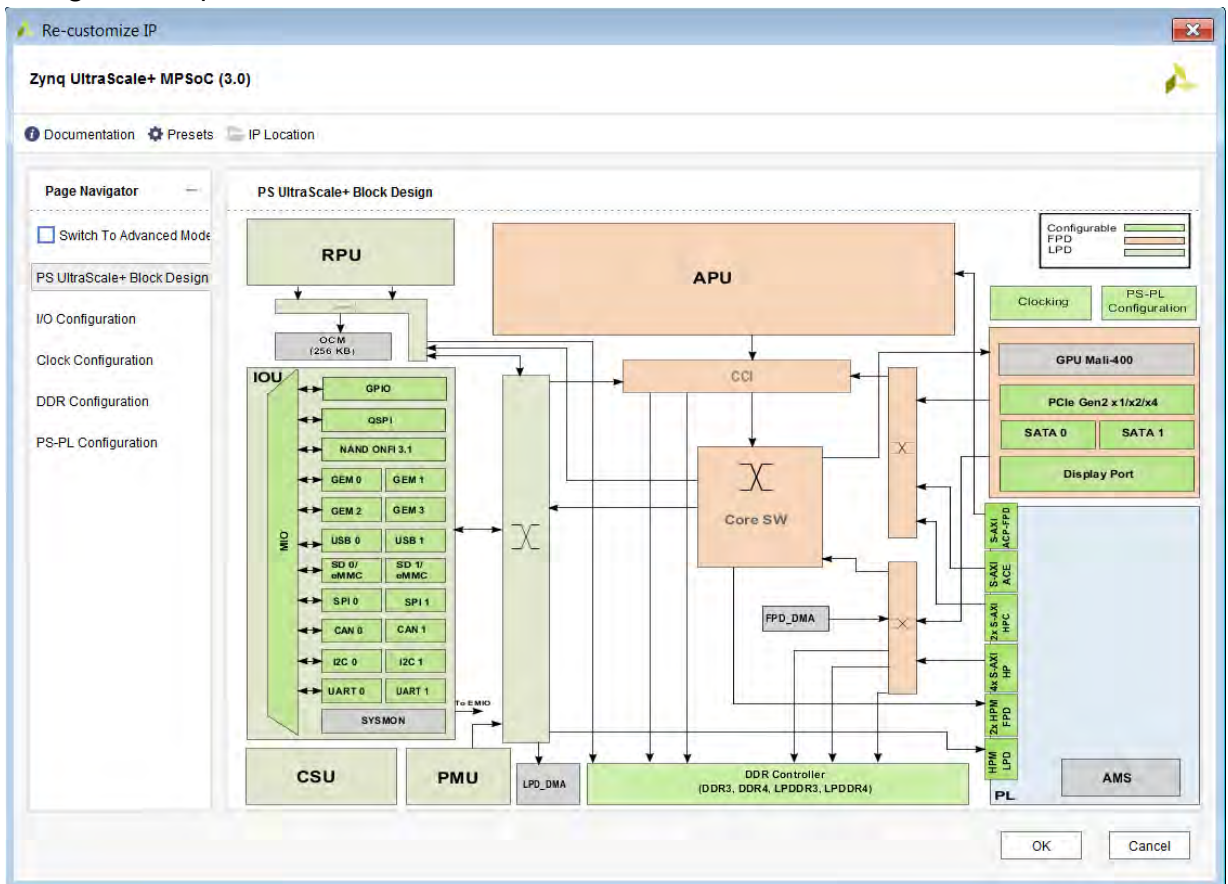 Re-customize IP
Zynq UltraScale+ MPSoC (3.0)
Documentation Presets IP Location
Page Navigator
Switch To Advanced Mode
PS UltraScale+ Block Design
I/O Configuration
Clock Configuration
DDR Configuration
PS-PL Configuration
PS UltraScale+ Block Design
Configurable
FPD
LPD
RPU
OCM
(256 KB)
APU
Clocking
PS-PL
Configuration
GPU Mali-400
PCIe Gen2 x1/x2/x4
SATA 0 SATA 1
Display Port
CCI
Core SW
FPD_DMA
IOU
MIO
GPIO
QSPI
NAND ONFI 3.1
GEM 0 GEM 1
GEM 2 GEM 3
USB 0 USB 1
SD 0/
eMMC
SD 1/
eMMC
SPI 0 SPI 1
CAN 0 CAN 1
I2C 0 I2C 1
UART 0 UART 1
SYSMON
To EMIO
S-AXI
ACP-FPD
S-AXI
ACE
2x S-AXI
HPC
4x S-AXI
HP
2x HPM
FPD
HPM
LPD
CSU
PMU
LPD_DMA
DDR Controller
(DDR3, DDR4, LPDDR3, LPDDR4)
AMS
PL
OK Cancel